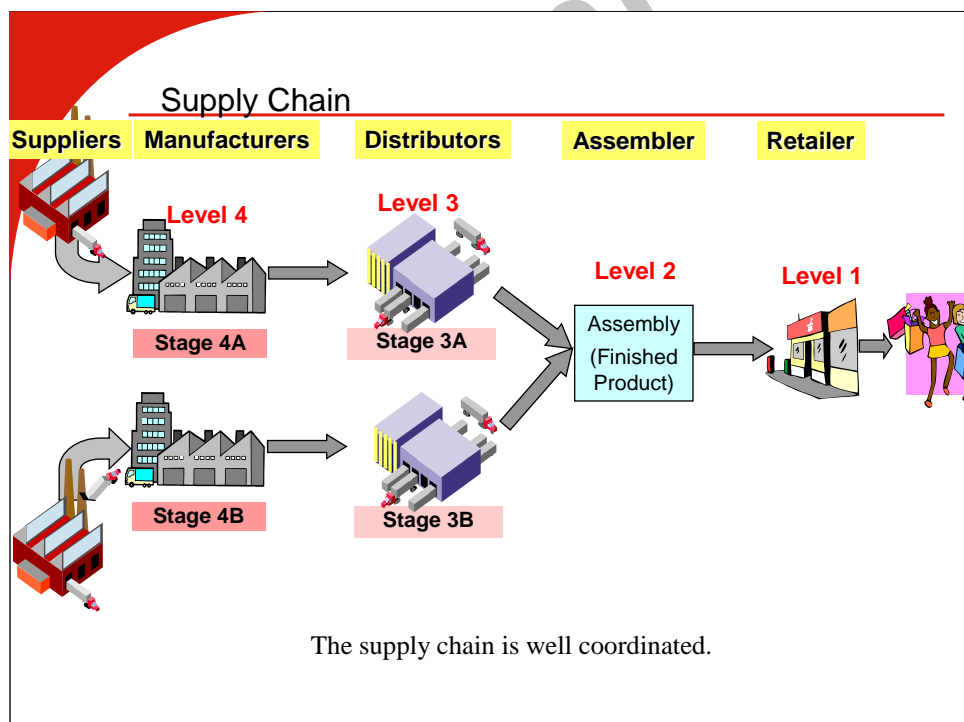 Supply Chain
Suppliers Manufacturers Distributors Assembler Retailer
Level 4
Level 3
Level 2
Level 1
Stage 4A
Stage 3A
Assembly
(Finished
Product)
Stage 4B
Stage 3B
The supply chain is well coordinated.